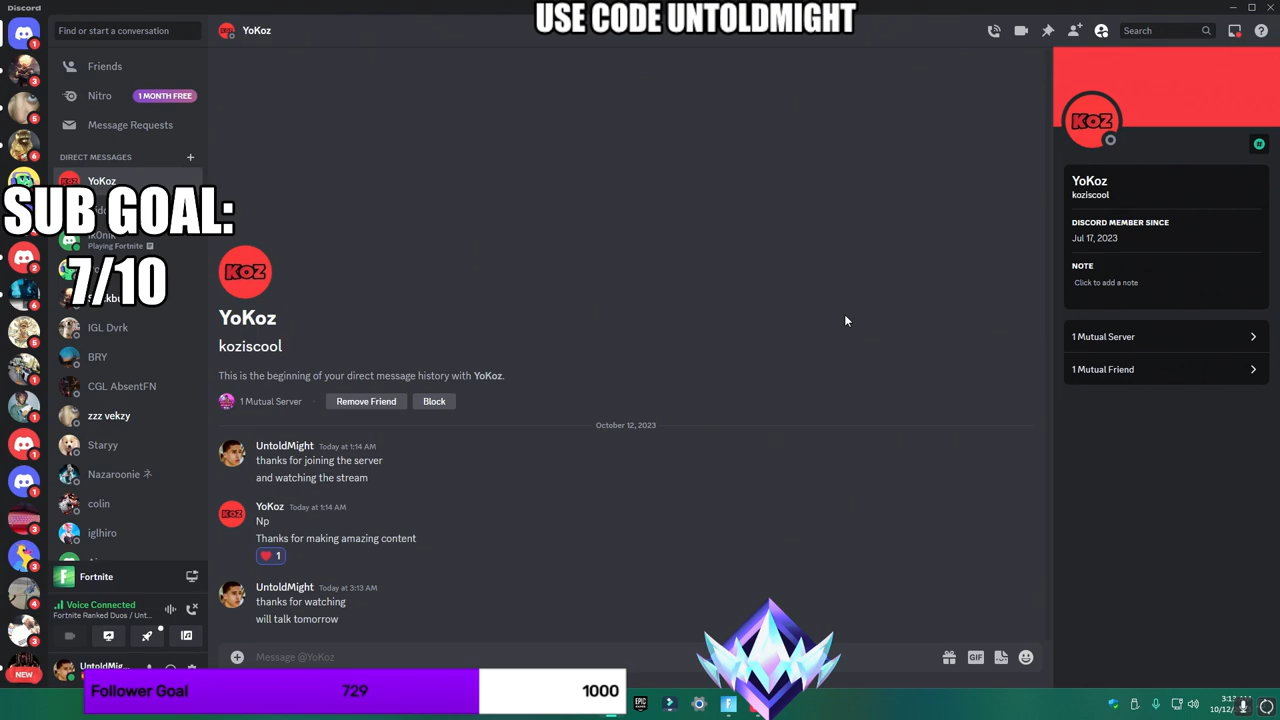 Discord
USE CODE UNTOLDMIGHT
Find or start a conversation
YoKoz
Search
Friends
Nitro
1 MONTH FREE
Message Requests
DIRECT MESSAGES
YoKoz
SUB GOAL:
7/10
Playing Fortnite
IGL Dvrk
BRY
CGL AbsentFN
zzz vekzy
Staryy
Nazaroonie ネ
colin
iglhiro
Fortnite
Voice Connected
Fortnite Ranked Duos / Unt...
UntoldMig...
NEW
KOZ
YoKoz
koziscool
This is the beginning of your direct message history with YoKoz.
1 Mutual Server
Remove Friend
Block
October 12, 2023
UntoldMight Today at 1:14 AM
thanks for joining the server
and watching the stream
KOZ
YoKoz Today at 1:14 AM
Np
Thanks for making amazing content
1
UntoldMight Today at 3:13 AM
thanks for watching
will talk tomorrow
Message @YoKoz
GIF
KOZ
YoKoz
koziscool
DISCORD MEMBER SINCE
Jul 17, 2023
NOTE
Click to add a note
1 Mutual Server
1 Mutual Friend
Follower Goal
729
1000
EPIC